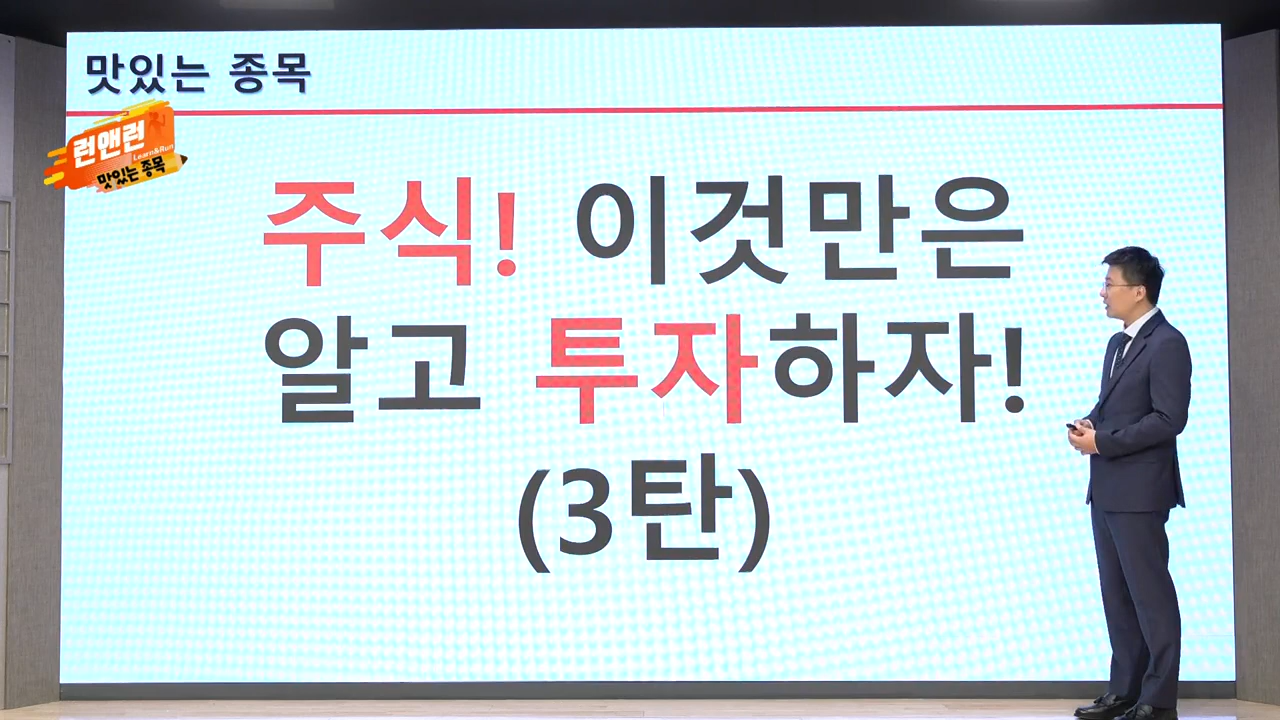 맛있는 종목
런앤런
Learn&Run
맛있는 종목
주식! 이것만은
알고 투자하자!
(3탄)